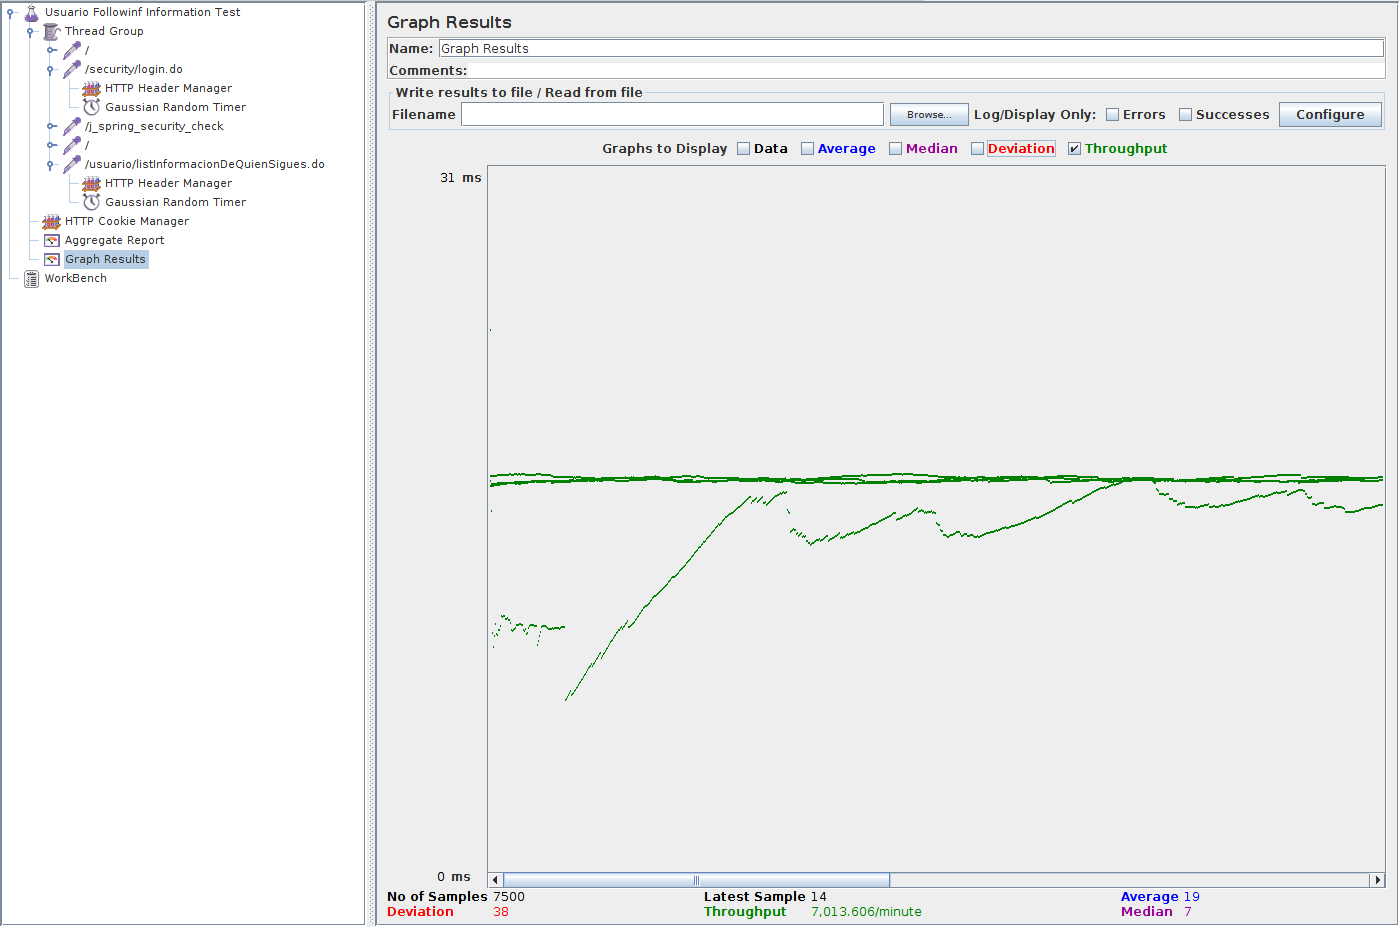 Usuario Followinf Information Test
Thread Group
/
/security/login.do
HTTP Header Manager
Gaussian Random Timer
/j_spring_security_check
/
/usuario/listInformacionDeQuienSigues.do
HTTP Header Manager
Gaussian Random Timer
HTTP Cookie Manager
Aggregate Report
Graph Results
WorkBench
Graph Results
Name: Graph Results
Comments:
Write results to file / Read from file
Filename Browse... Log/Display Only: Errors Successes Configure
Graphs to Display Data Average Median Deviation Throughput
31 ms
0 ms
No of Samples 7500 Latest Sample 14 Average 19
Deviation 38 Throughput 7,013.606/minute Median 7